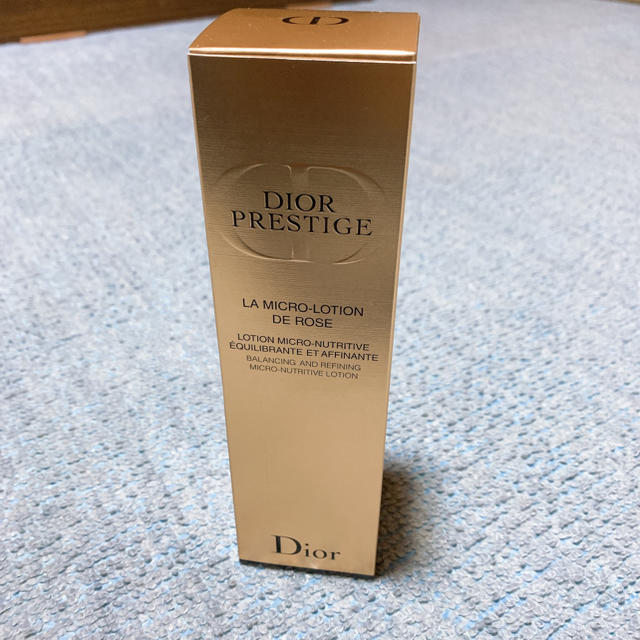 DIOR
PRESTIGE
LA MICRO-LOTION
DE ROSE
LOTION MICRO-NUTRITIVE
ÉQUILIBRANTE ET AFFINANTE
BALANCING AND REFINING
MICRO-NUTRITIVE LOTION
Dior